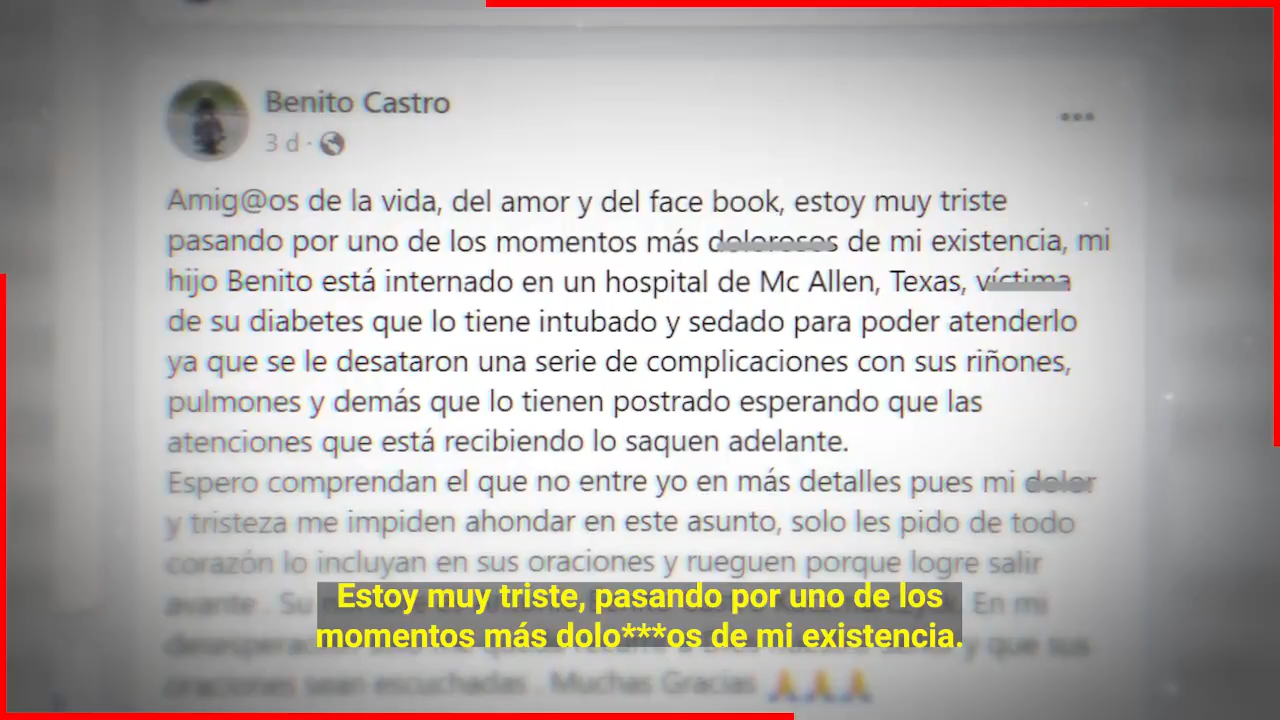 Benito Castro
3 d ·
Amig@os de la vida, del amor y del face book, estoy muy triste
pasando por uno de los momentos más dolorosos de mi existencia, mi
hijo Benito está internado en un hospital de Mc Allen, Texas, víctima
de su diabetes que lo tiene intubado y sedado para poder atenderlo
ya que se le desataron una serie de complicaciones con sus riñones,
pulmones y demás que lo tienen postrado esperando que las
atenciones que está recibiendo lo saquen adelante.
Espero comprendan el que no entre yo en más detalles pues mi dolor
y tristeza me impiden ahondar en este asunto, solo les pido de todo
corazón lo incluyan en sus oraciones y rueguen porque logre salir
avante . Su En mi
Estoy muy triste, pasando por uno de los
momentos más dolo***os de mi existencia.
y que sus
oraciones sean escuchadas . Muchas Gracias 🙏🙏🙏